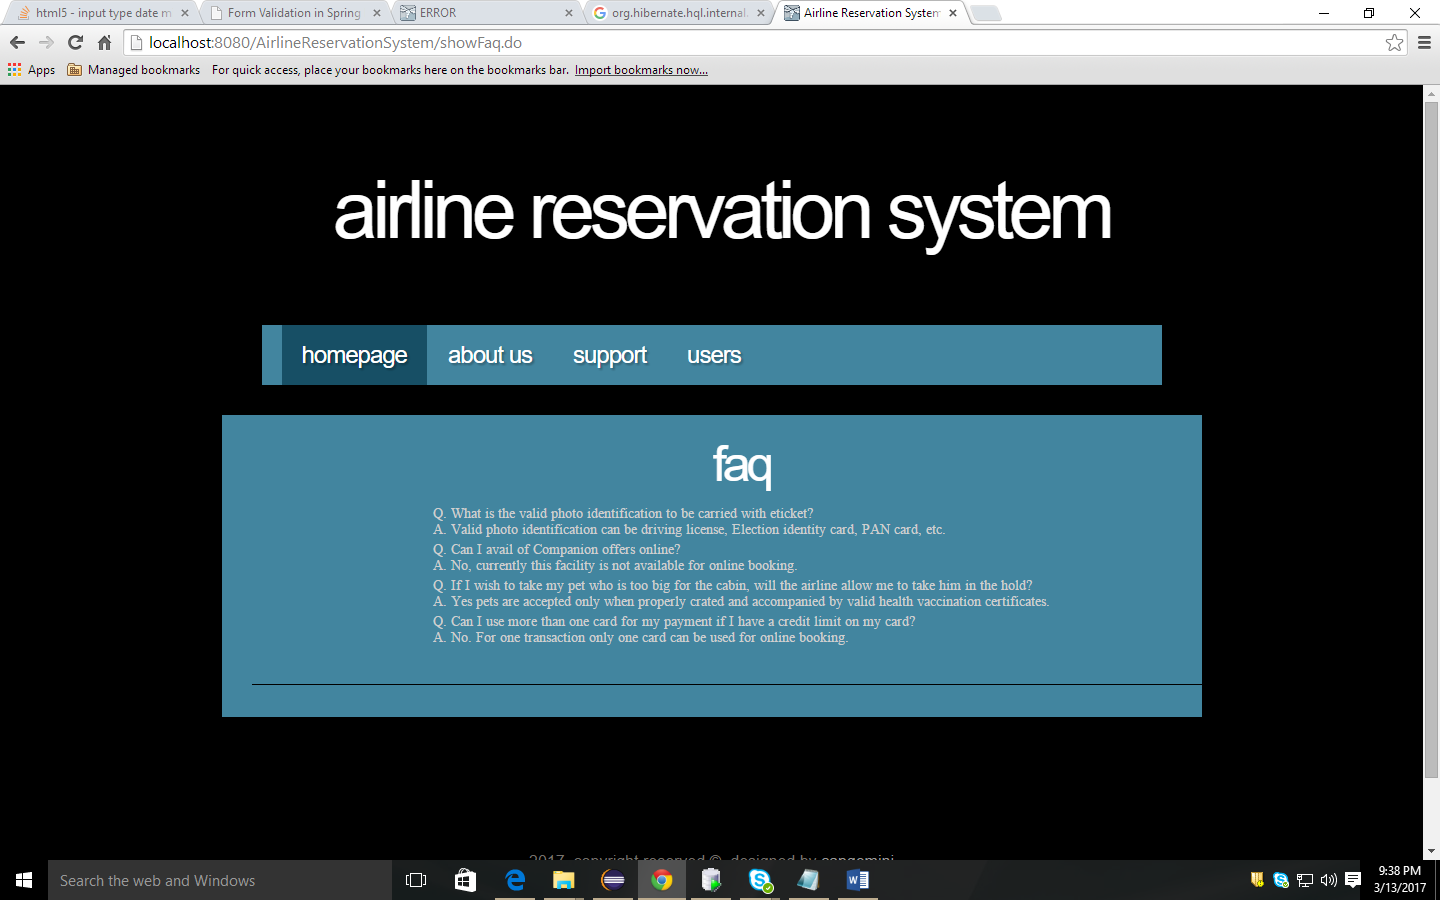 html5 - input type date m
Form Validation in Spring
ERROR
org.hibernate.hql.internal.
Airline Reservation System
localhost:8080/AirlineReservationSystem/showFaq.do
Apps
Managed bookmarks
For quick access, place your bookmarks here on the bookmarks bar. Import bookmarks now...
airline reservation system
homepage
about us
support
users
faq
Q. What is the valid photo identification to be carried with eticket?
A. Valid photo identification can be driving license, Election identity card, PAN card, etc.
Q. Can I avail of Companion offers online?
A. No, currently this facility is not available for online booking.
Q. If I wish to take my pet who is too big for the cabin, will the airline allow me to take him in the hold?
A. Yes pets are accepted only when properly crated and accompanied by valid health vaccination certificates.
Q. Can I use more than one card for my payment if I have a credit limit on my card?
A. No. For one transaction only one card can be used for online booking.
2017. copyright reserved ©. designed by capgemini
Search the web and Windows
9:38 PM
3/13/2017